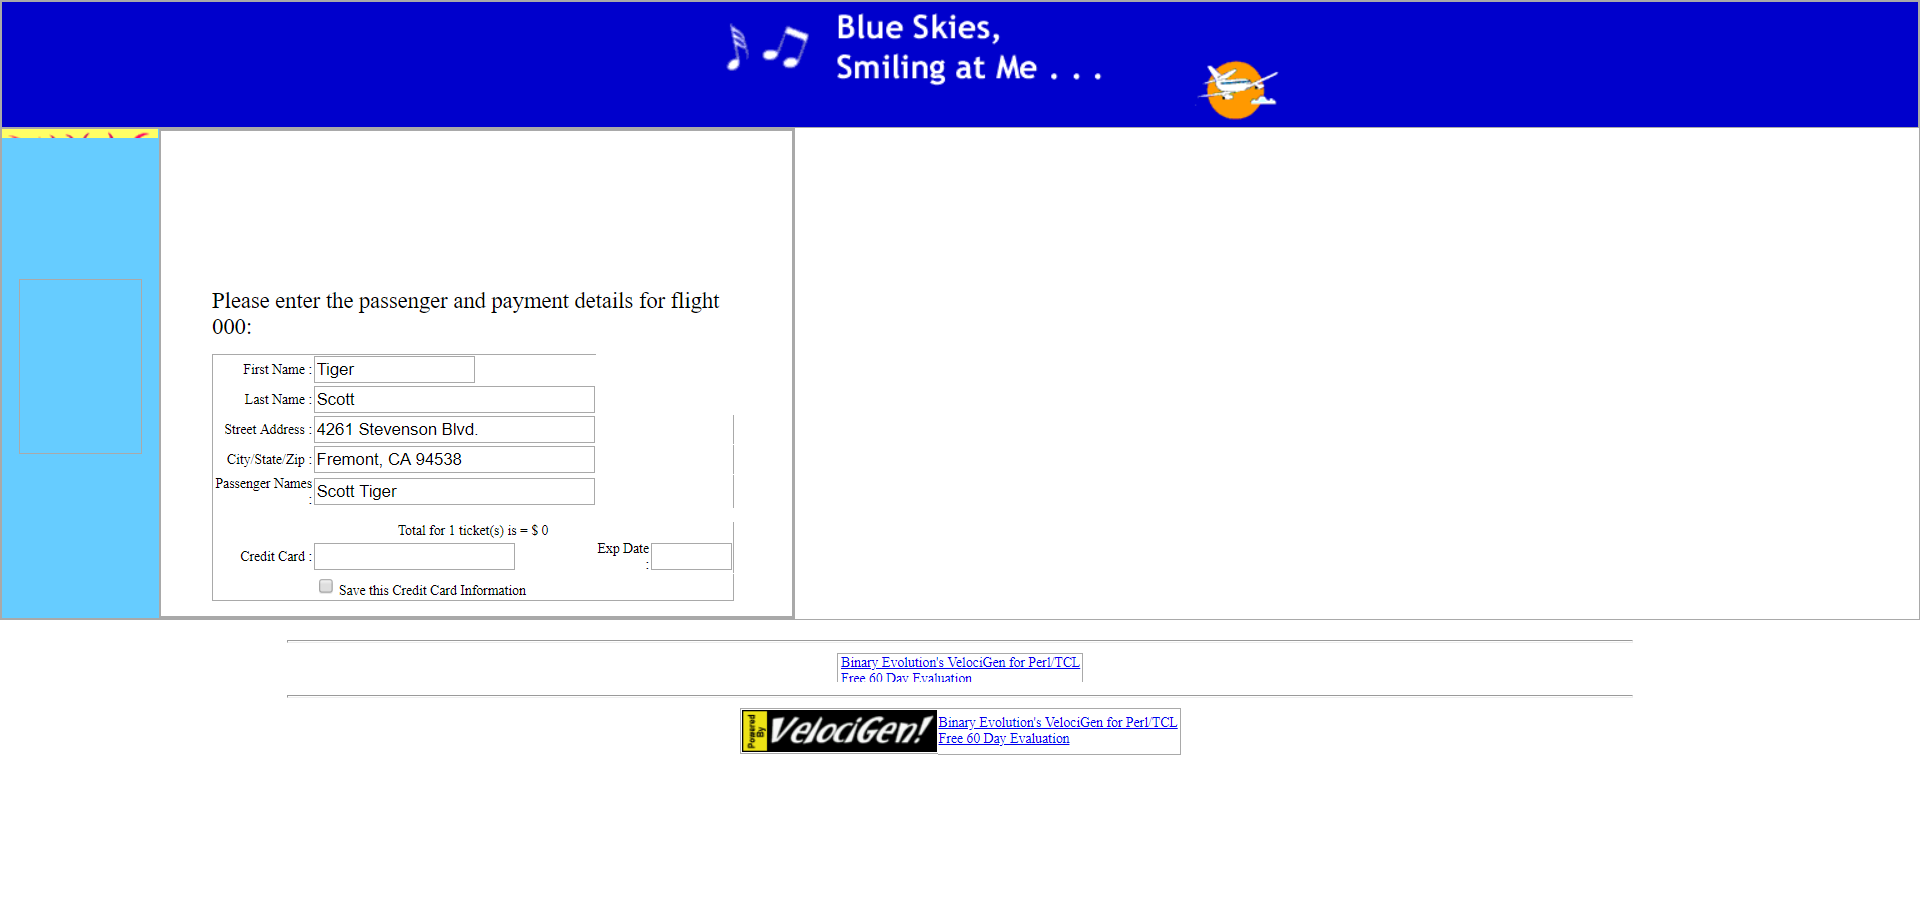 Blue Skies,
Smiling at Me . . .
Please enter the passenger and payment details for flight
000:
First Name : Tiger
Last Name : Scott
Street Address : 4261 Stevenson Blvd.
City/State/Zip : Fremont, CA 94538
Passenger Names : Scott Tiger
Total for 1 ticket(s) is = $ 0
Credit Card : Exp Date :
Save this Credit Card Information
Binary Evolution's VelociGen for Perl/TCL
Free 60 Day Evaluation
Powered By VelociGen! Binary Evolution's VelociGen for Perl/TCL
Free 60 Day Evaluation